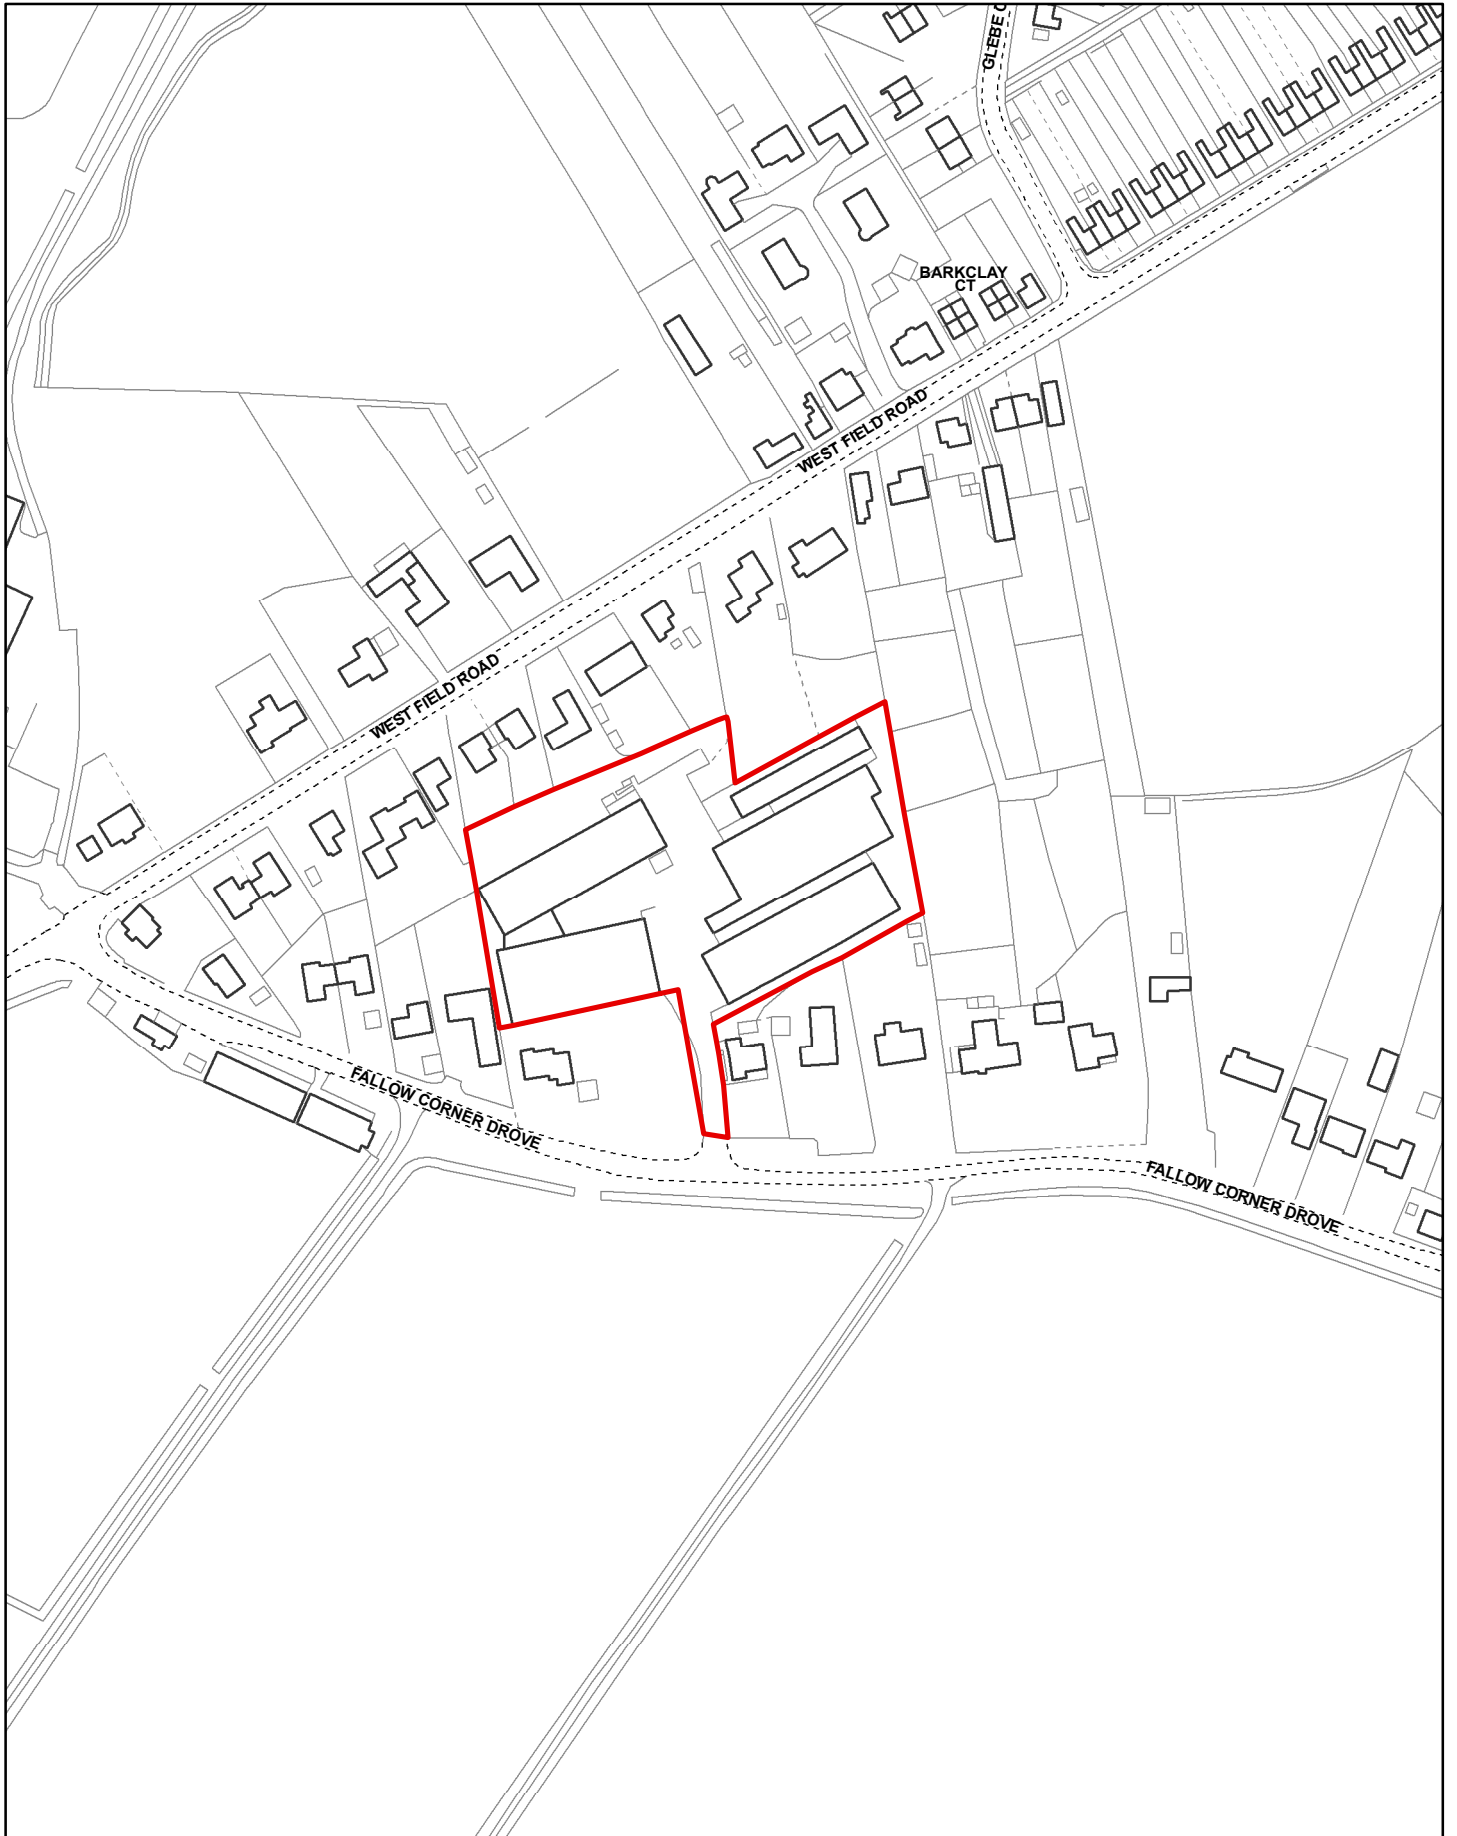 GLEBE C
BARKCLAY
CT
WEST FIELD ROAD
WEST FIELD ROAD
FALLOW CORNER DROVE
FALLOW CORNER DROVE